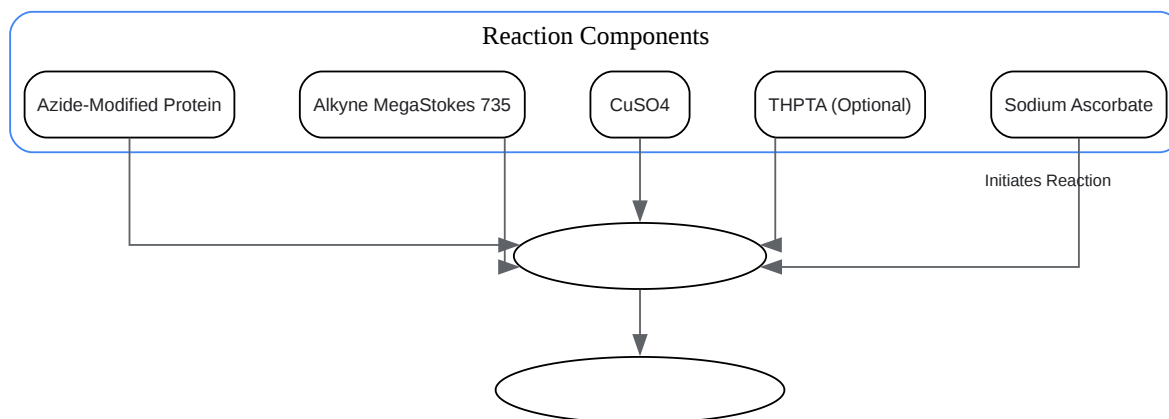 Reaction Components
Azide-Modified Protein
Alkyne MegaStokes 735
CuSO4
THPTA (Optional)
Sodium Ascorbate
Initiates Reaction